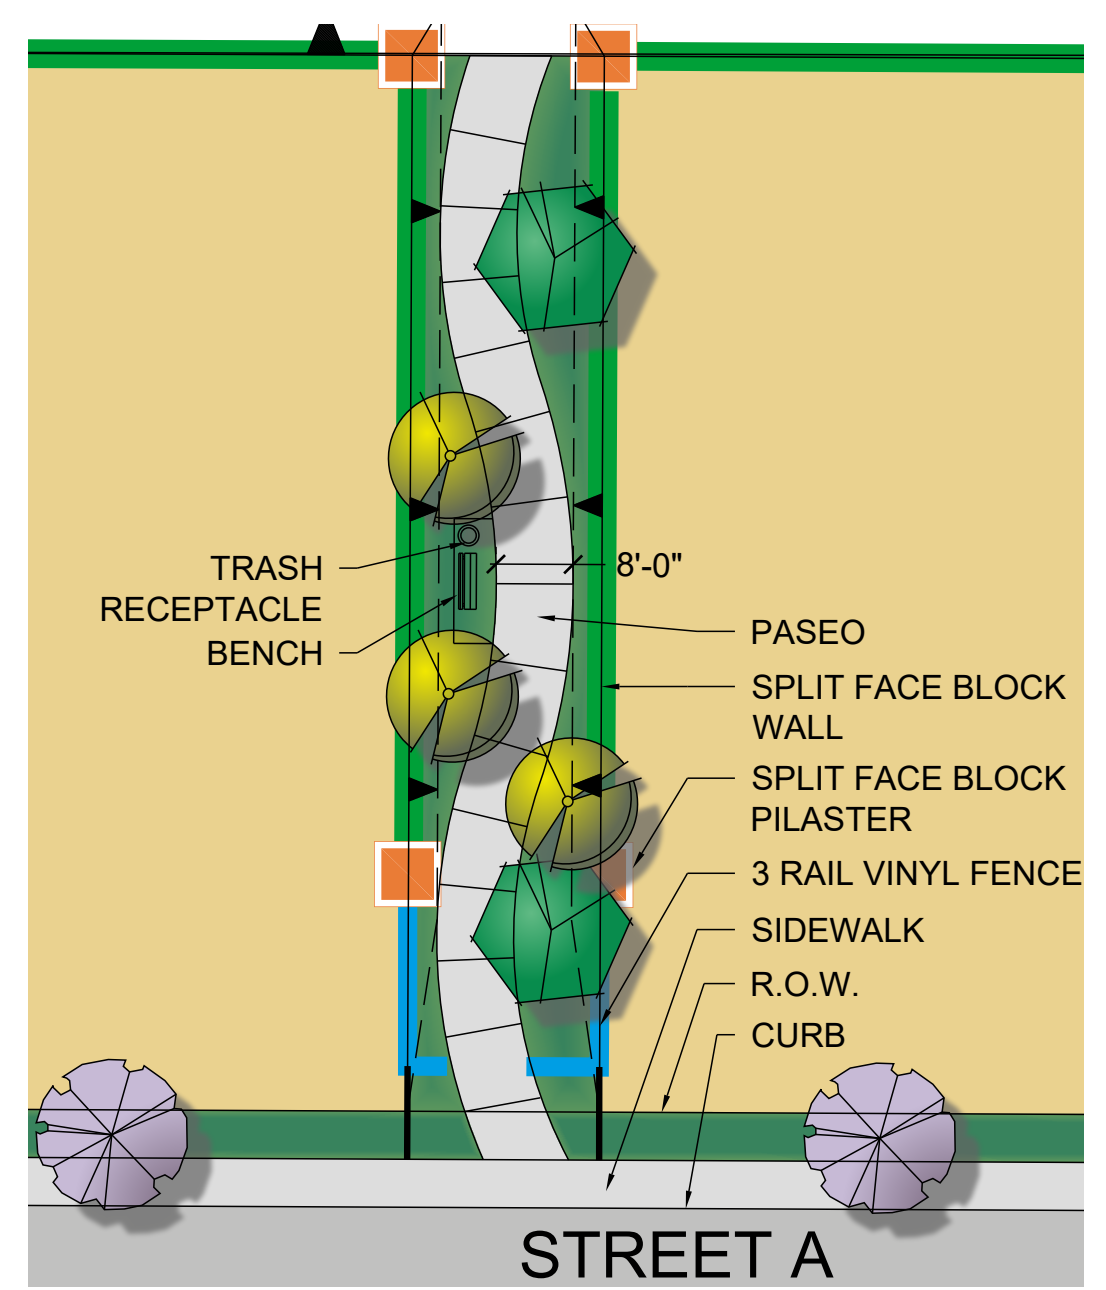 TRASH
RECEPTACLE
BENCH
8'-0"
PASEO
SPLIT FACE BLOCK
WALL
SPLIT FACE BLOCK
PILASTER
3 RAIL VINYL FENCE
SIDEWALK
R.O.W.
CURB
STREET A